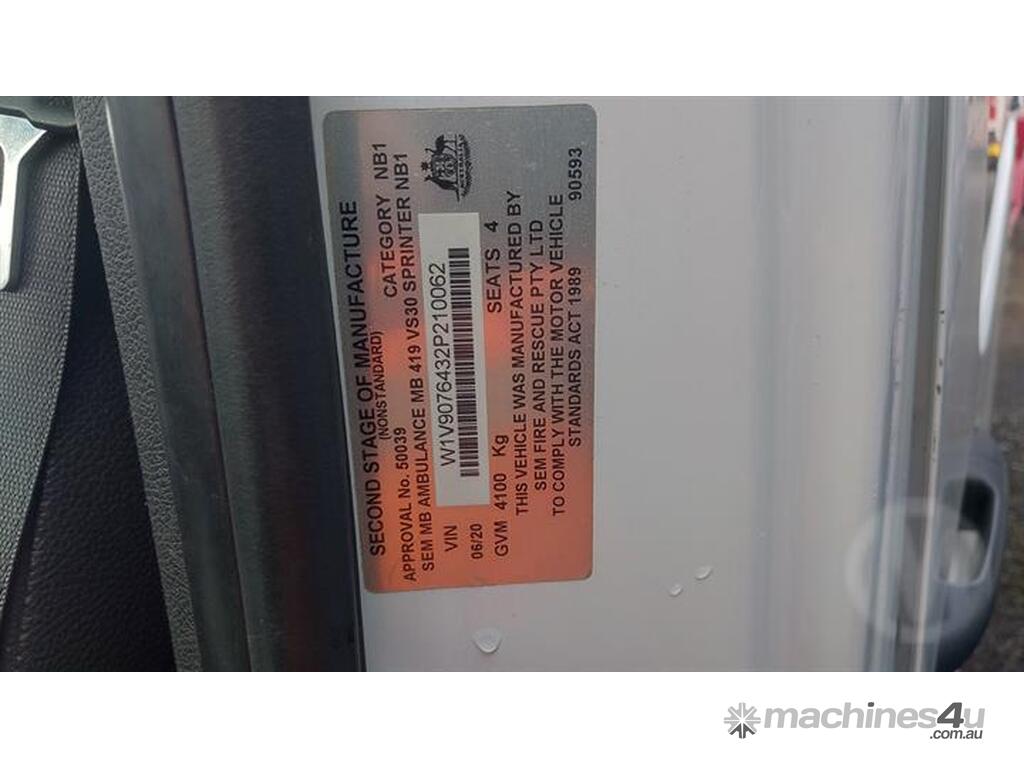 SECOND STAGE OF MANUFACTURE
(NONSTANDARD)
APPROVAL No. 50039 CATEGORY NB1
SEM MB AMBULANCE MB 419 VS30 SPRINTER NB1
VIN W1V9076432P210062
06/20 SEATS 4
GVM 4100 Kg
THIS VEHICLE WAS MANUFACTURED BY
SEM FIRE AND RESCUE PTY LTD
TO COMPLY WITH THE MOTOR VEHICLE
STANDARDS ACT 1989 90593
machines4u
.com.au